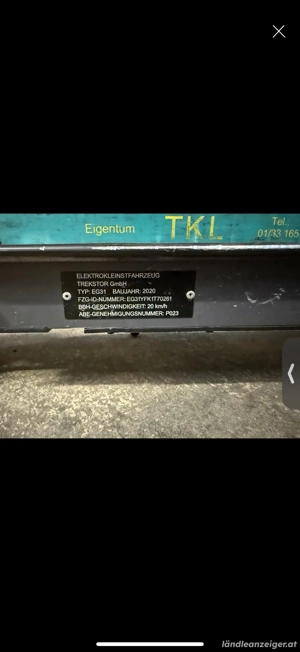 Eigentum TKL Tel.
01/33 165
ELEKTROKLEINSTFAHRZEUG
TREKSTOR GmbH
TYP: EG31 BAUJAHR: 2020
FZG-ID-NUMMER: EG31YFK1T70261
BBH-GESCHWINDIGKEIT: 20 km/h
ABE-GENEHMIGUNGSNUMMER: P023
ländleanzeiger.at